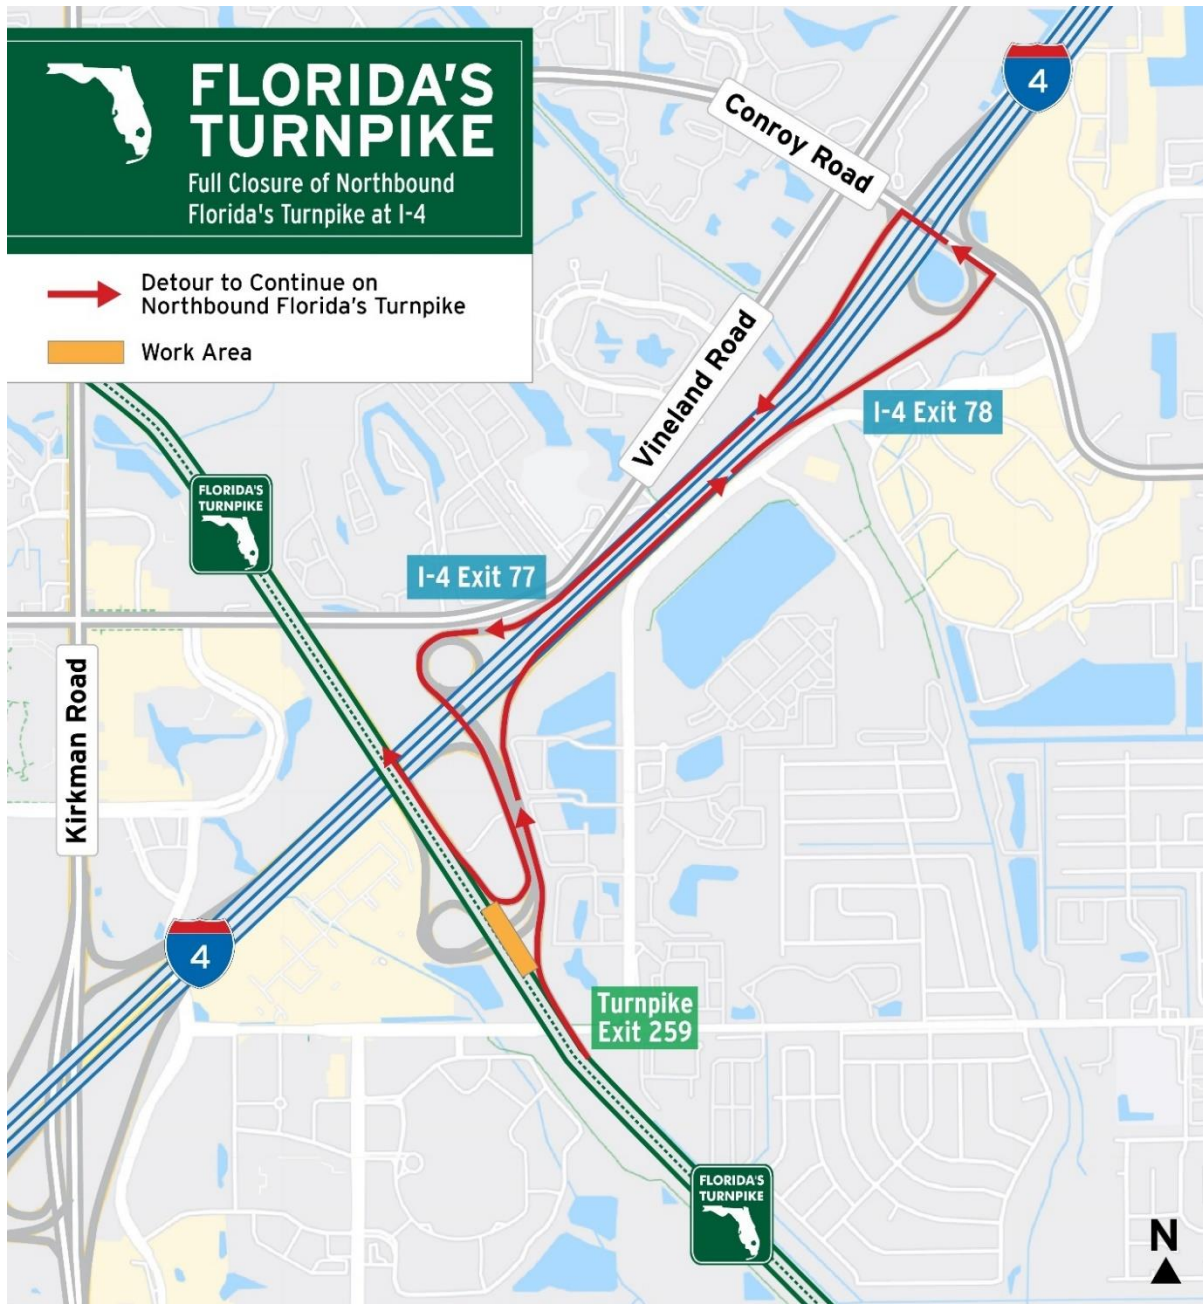 FLORIDA'S
TURNPIKE
Full Closure of Northbound
Florida's Turnpike at I-4
Detour to Continue on
Northbound Florida's Turnpike
Work Area
4
Conroy Road
Vineland Road
I-4 Exit 78
FLORIDA'S
TURNPIKE
I-4 Exit 77
Kirkman Road
4
Turnpike
Exit 259
FLORIDA'S
TURNPIKE
N